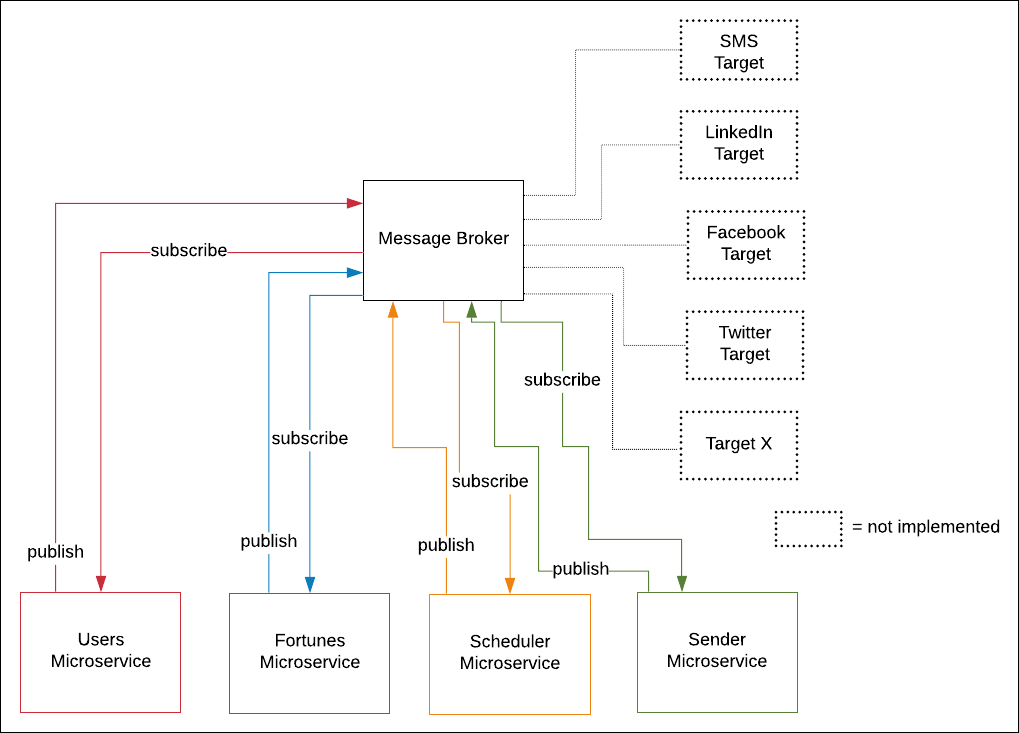 SMS
Target
LinkedIn
Target
Message Broker
Facebook
Target
subscribe
Twitter
Target
subscribe
subscribe
Target X
subscribe
= not implemented
publish
publish
publish
publish
Users
Microservice
Fortunes
Microservice
Scheduler
Microservice
Sender
Microservice